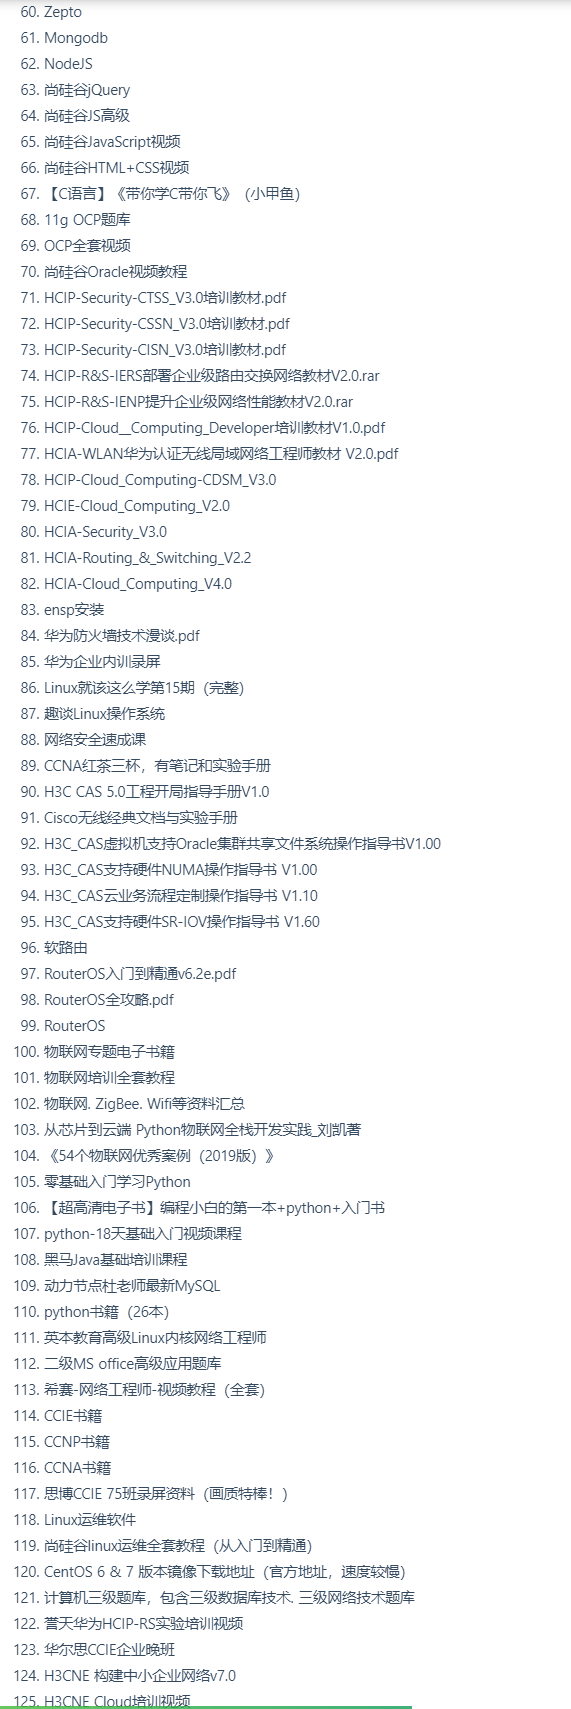 60. Zepto
61. Mongodb
62. NodeJS
63. 尚硅谷jQuery
64. 尚硅谷JS高级
65. 尚硅谷JavaScript视频
66. 尚硅谷HTML+CSS视频
67. 【C语言】《带你学C带你飞》（小甲鱼）
68. 11g OCP题库
69. OCP全套视频
70. 尚硅谷Oracle视频教程
71. HCIP-Security-CTSS_V3.0培训教材.pdf
72. HCIP-Security-CSSN_V3.0培训教材.pdf
73. HCIP-Security-CISN_V3.0培训教材.pdf
74. HCIP-R&S-IERS部署企业级路由交换网络教材V2.0.rar
75. HCIP-R&S-IENP提升企业级网络性能教材V2.0.rar
76. HCIP-Cloud__Computing_Developer培训教材V1.0.pdf
77. HCIA-WLAN华为认证无线局域网络工程师教材 V2.0.pdf
78. HCIP-Cloud_Computing-CDSM_V3.0
79. HCIE-Cloud_Computing_V2.0
80. HCIA-Security_V3.0
81. HCIA-Routing_&_Switching_V2.2
82. HCIA-Cloud_Computing_V4.0
83. ensp安装
84. 华为防火墙技术漫谈.pdf
85. 华为企业内训录屏
86. Linux就该这么学第15期（完整）
87. 趣谈Linux操作系统
88. 网络安全速成课
89. CCNA红茶三杯，有笔记和实验手册
90. H3C CAS 5.0工程开局指导手册V1.0
91. Cisco无线经典文档与实验手册
92. H3C_CAS虚拟机支持Oracle集群共享文件系统操作指导书V1.00
93. H3C_CAS支持硬件NUMA操作指导书 V1.00
94. H3C_CAS云业务流程定制操作指导书 V1.10
95. H3C_CAS支持硬件SR-IOV操作指导书 V1.60
96. 软路由
97. RouterOS入门到精通v6.2e.pdf
98. RouterOS全攻略.pdf
99. RouterOS
100. 物联网专题电子书籍
101. 物联网培训全套教程
102. 物联网. ZigBee. Wifi等资料汇总
103. 从芯片到云端 Python物联网全栈开发实践_刘凯著
104. 《54个物联网优秀案例（2019版）》
105. 零基础入门学习Python
106. 【超高清电子书】编程小白的第一本+python+入门书
107. python-18天基础入门视频课程
108. 黑马Java基础培训课程
109. 动力节点杜老师最新MySQL
110. python书籍（26本）
111. 英本教育高级Linux内核网络工程师
112. 二级MS office高级应用题库
113. 希赛-网络工程师-视频教程（全套）
114. CCIE书籍
115. CCNP书籍
116. CCNA书籍
117. 思博CCIE 75班录屏资料（画质特棒！）
118. Linux运维软件
119. 尚硅谷linux运维全套教程（从入门到精通）
120. CentOS 6 & 7 版本镜像下载地址（官方地址，速度较慢）
121. 计算机三级题库，包含三级数据库技术. 三级网络技术题库
122. 誉天华为HCIP-RS实验培训视频
123. 华尔思CCIE企业晚班
124. H3CNE 构建中小企业网络v7.0
125. H3CNE Cloud培训视频